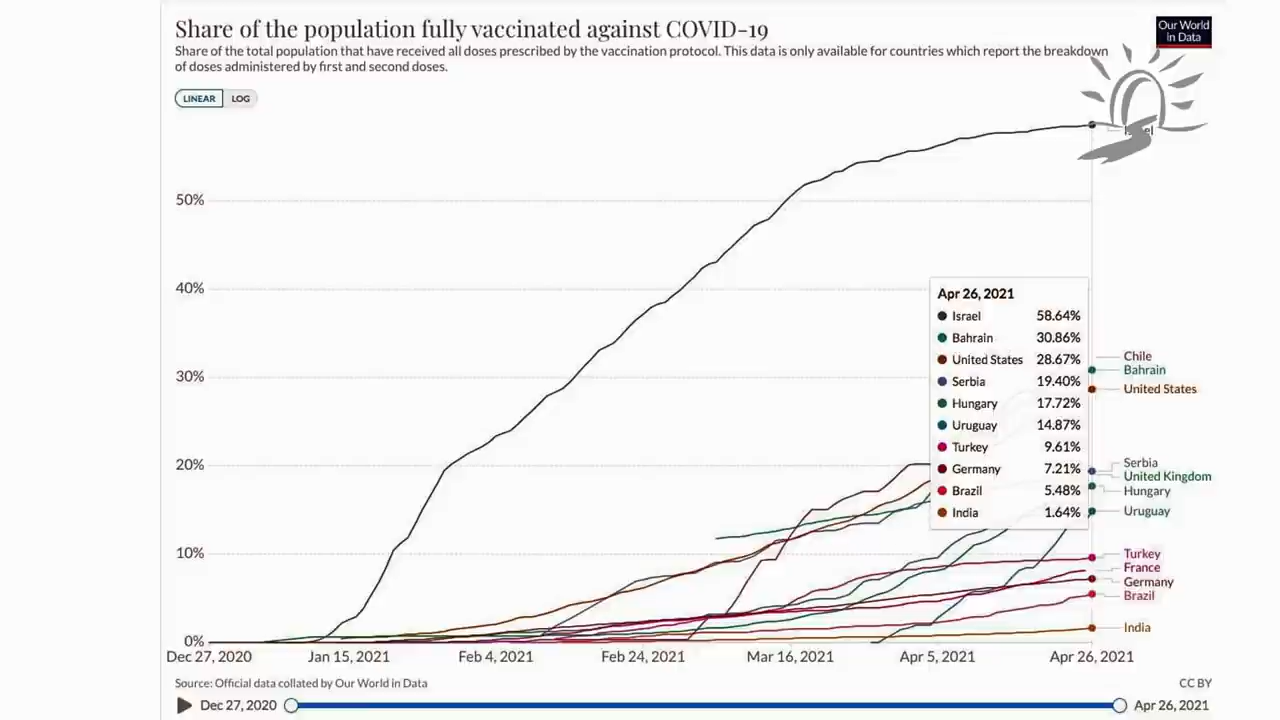 Share of the population fully vaccinated against COVID-19
Our World
in Data
Share of the total population that have received all doses prescribed by the vaccination protocol. This data is only available for countries which report the breakdown
of doses administered by first and second doses.
LINEAR LOG
50%
40%
30%
20%
10%
0%
Apr 26, 2021
Israel 58.64%
Bahrain 30.86%
United States 28.67%
Serbia 19.40%
Hungary 17.72%
Uruguay 14.87%
Turkey 9.61%
Germany 7.21%
Brazil 5.48%
India 1.64%
Chile
Bahrain
United States
Serbia
United Kingdom
Hungary
Uruguay
Turkey
France
Germany
Brazil
India
Dec 27, 2020 Jan 15, 2021 Feb 4, 2021 Feb 24, 2021 Mar 16, 2021 Apr 5, 2021 Apr 26, 2021
Source: Official data collated by Our World in Data CC BY
Dec 27, 2020 Apr 26, 2021